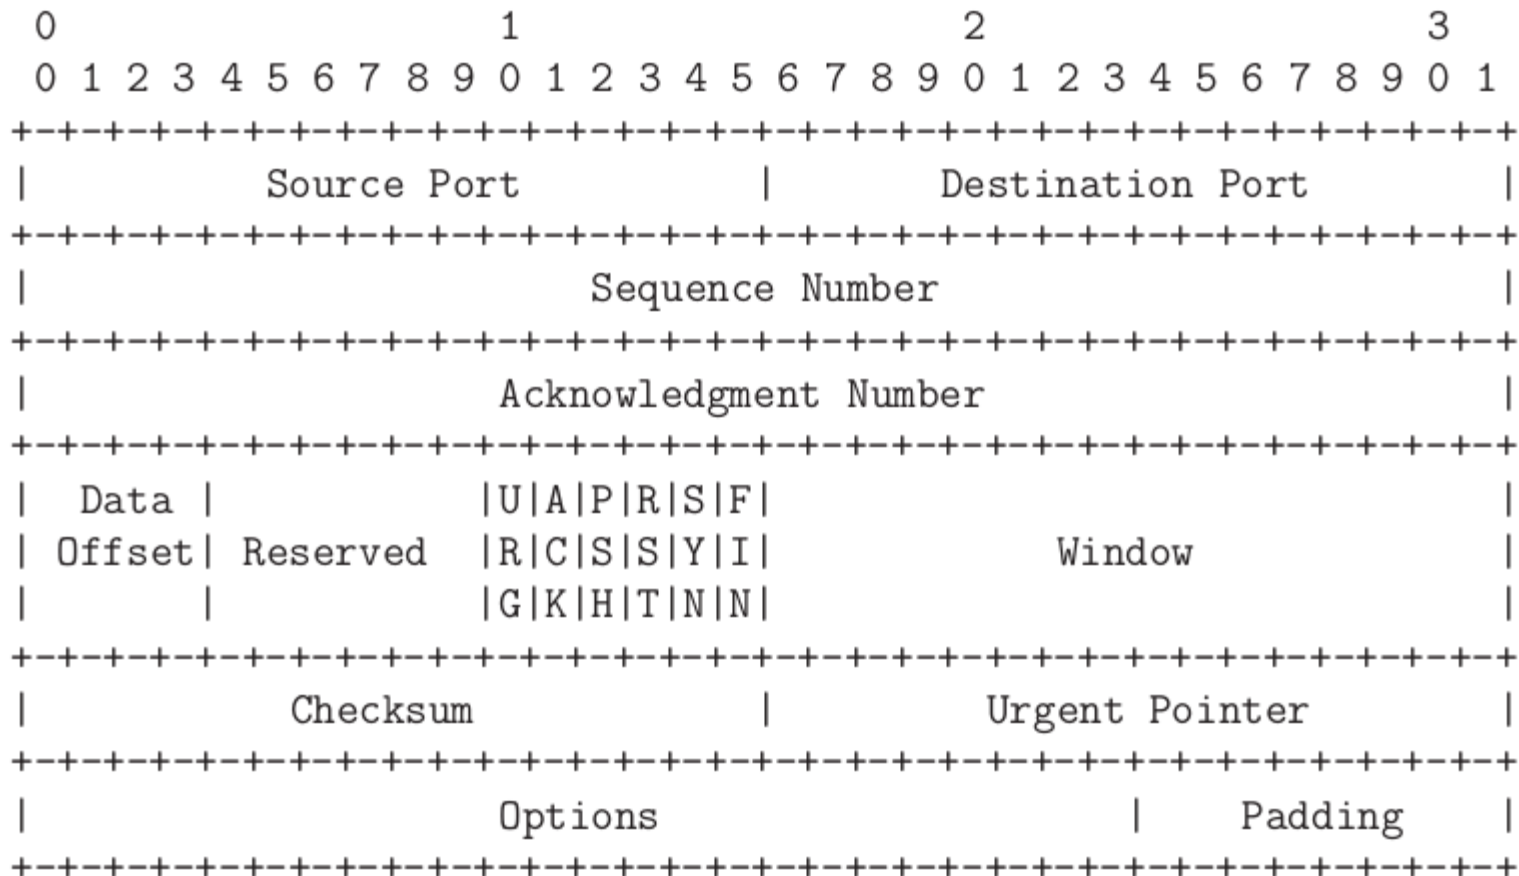 0                   1                   2                   3
 0 1 2 3 4 5 6 7 8 9 0 1 2 3 4 5 6 7 8 9 0 1 2 3 4 5 6 7 8 9 0 1
+-+-+-+-+-+-+-+-+-+-+-+-+-+-+-+-+-+-+-+-+-+-+-+-+-+-+-+-+-+-+-+-+
|          Source Port          |       Destination Port        |
+-+-+-+-+-+-+-+-+-+-+-+-+-+-+-+-+-+-+-+-+-+-+-+-+-+-+-+-+-+-+-+-+
|                        Sequence Number                        |
+-+-+-+-+-+-+-+-+-+-+-+-+-+-+-+-+-+-+-+-+-+-+-+-+-+-+-+-+-+-+-+-+
|                    Acknowledgment Number                      |
+-+-+-+-+-+-+-+-+-+-+-+-+-+-+-+-+-+-+-+-+-+-+-+-+-+-+-+-+-+-+-+-+
|  Data |           |U|A|P|R|S|F|                               |
| Offset| Reserved  |R|C|S|S|Y|I|            Window             |
|       |           |G|K|H|T|N|N|                               |
+-+-+-+-+-+-+-+-+-+-+-+-+-+-+-+-+-+-+-+-+-+-+-+-+-+-+-+-+-+-+-+-+
|           Checksum            |         Urgent Pointer        |
+-+-+-+-+-+-+-+-+-+-+-+-+-+-+-+-+-+-+-+-+-+-+-+-+-+-+-+-+-+-+-+-+
|                    Options                    |    Padding    |
+-+-+-+-+-+-+-+-+-+-+-+-+-+-+-+-+-+-+-+-+-+-+-+-+-+-+-+-+-+-+-+-+